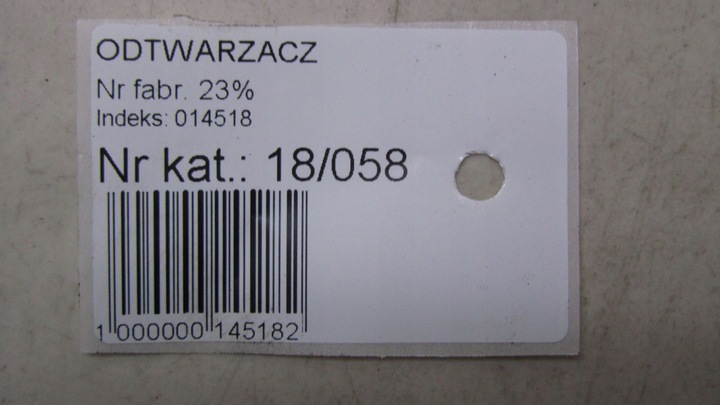 ODTWARZACZ
Nr fabr. 23%
Indeks: 014518
Nr kat.: 18/058
1 000000 145182